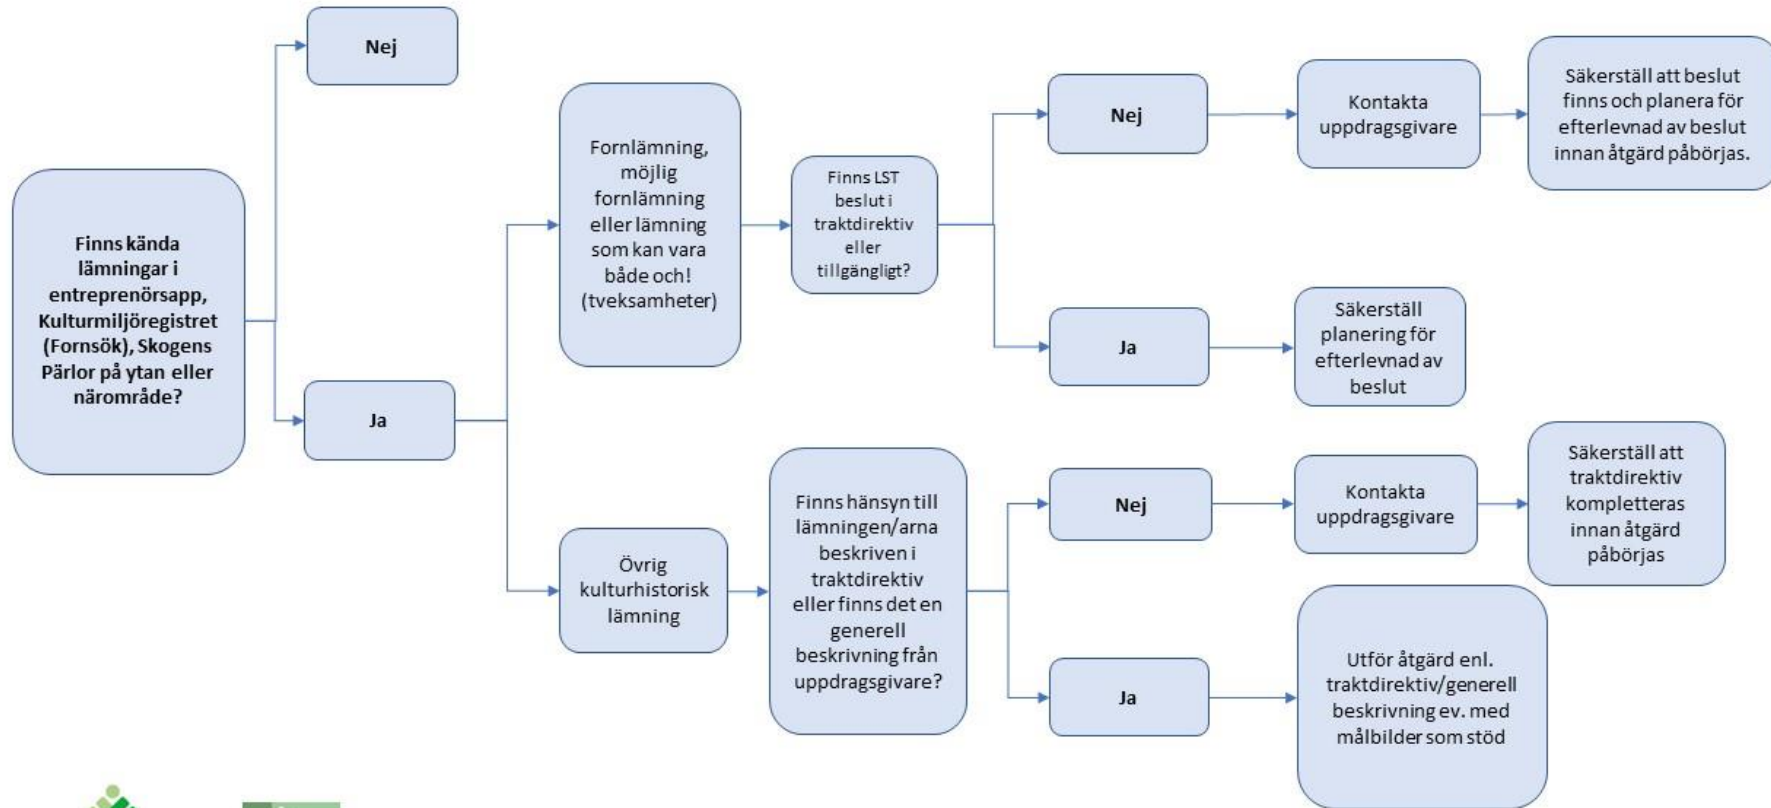 Finns kända
lämningar i
entreprenörsapp,
Kulturmiljöregistret
(Fornsök), Skogens
Pärlor på ytan eller
närområde?
Nej
Ja
Fornlämning,
möjlig
fornlämning
eller lämning
som kan vara
både och!
(tveksamheter)
Finns LST
beslut i
traktdirektiv
eller
tillgängligt?
Nej
Kontakta
uppdragsgivare
Säkerställ att beslut
finns och planera för
efterlevnad av beslut
innan åtgärd påbörjas.
Ja
Säkerställ
planering för
efterlevnad av
beslut
Övrig
kulturhistorisk
lämning
Finns hänsyn till
lämningen/arna
beskriven i
traktdirektiv
eller finns det en
generell
beskrivning från
uppdragsgivare?
Nej
Kontakta
uppdragsgivare
Säkerställ att
traktdirektiv
kompletteras
innan åtgärd
påbörjas
Ja
Utför åtgärd enl.
traktdirektiv/generell
beskrivning ev. med
målbilder som stöd